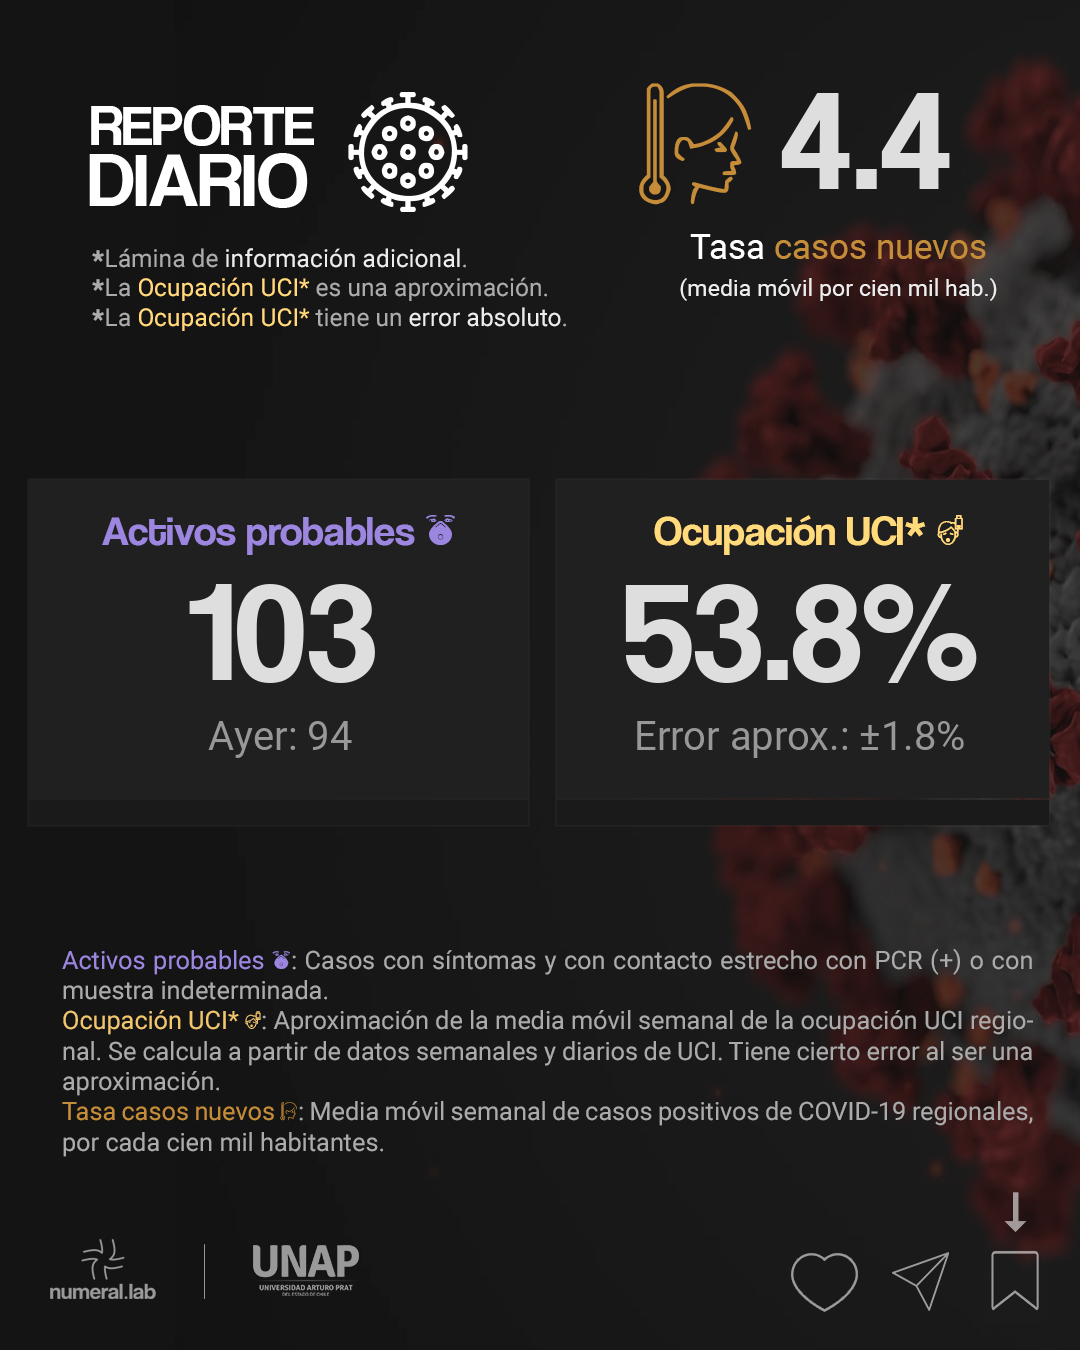 REPORTE
DIARIO
*Lámina de información adicional.
*La Ocupación UCI* es una aproximación.
*La Ocupación UCI* tiene un error absoluto.
4.4
Tasa casos nuevos
(media móvil por cien mil hab.)
Activos probables
103
Ayer: 94
Ocupación UCI*
53.8%
Error aprox.: ±1.8%
Activos probables : Casos con síntomas y con contacto estrecho con PCR (+) o con
muestra indeterminada.
Ocupación UCI* : Aproximación de la media móvil semanal de la ocupación UCI regio-
nal. Se calcula a partir de datos semanales y diarios de UCI. Tiene cierto error al ser una
aproximación.
Tasa casos nuevos : Media móvil semanal de casos positivos de COVID-19 regionales,
por cada cien mil habitantes.
numeral.lab
UNAP
UNIVERSIDAD ARTURO PRAT
DEL ESTADO DE CHILE